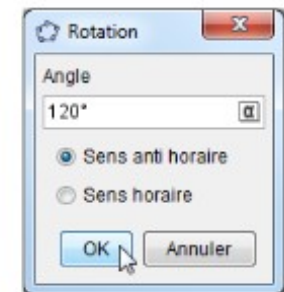 Rotation
Angle
120°
α
Sens anti horaire
Sens horaire
OK
Annuler